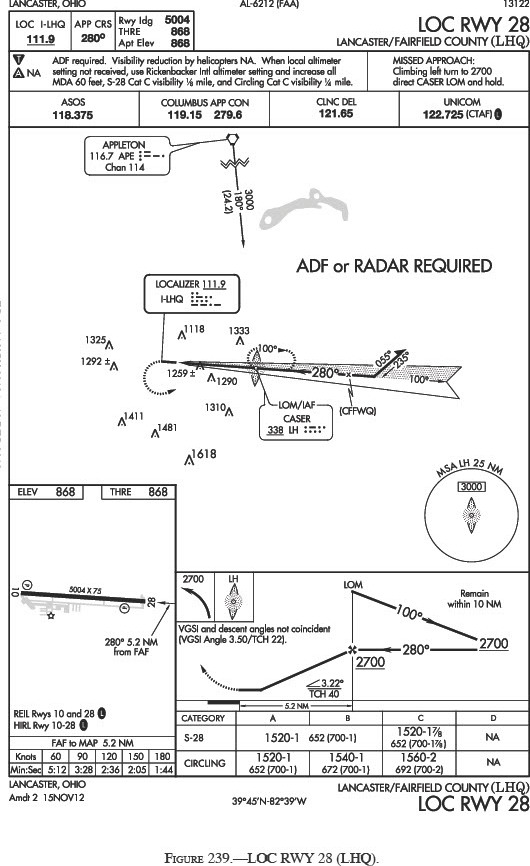 LANCASTER, OHIO AL-6212 (FAA) 13122
LOC I-LHQ 111.9
APP CRS 280°
Rwy Idg 5004
THRE 868
Apt Elev 868
LOC RWY 28
LANCASTER/FAIRFIELD COUNTY (LHQ)
▼ ADF required. Visibility reduction by helicopters NA. When local altimeter
A NA setting not received, use Rickenbacker Intl altimeter setting and increase all
MDA 60 feet, S-28 Cat C visibility ⅛ mile, and Circling Cat C visibility ¼ mile.
MISSED APPROACH:
Climbing left turn to 2700
direct CASER LOM and hold.
ASOS
118.375
COLUMBUS APP CON
119.15 279.6
CLNC DEL
121.65
UNICOM
122.725 (CTAF) L
APPLETON
116.7 APE
Chan 114
3000
180°
(24.2)
ADF or RADAR REQUIRED
LOCALIZER 111.9
I-LHQ
1118
1333
1325
1292 ±
1259 ±
1290
100°
280°
055°
235°
100°
(CFFWQ)
LOM/IAF
CASER
338 LH
1310
1411
1481
1618
MSA LH 25 NM
3000
ELEV 868
THRE 868
10
5004 X 75
28
P
P
280° 5.2 NM
from FAF
REIL Rwys 10 and 28 L
HIRL Rwy 10-28 L
FAF to MAP 5.2 NM
Knots 60 90 120 150 180
Min:Sec 5:12 3:28 2:36 2:05 1:44
2700
LH
VGSI and descent angles not coincident
(VGSI Angle 3.50/TCH 22).
LOM
Remain
within 10 NM
100°
2700
280°
2700
3.22°
TCH 40
5.2 NM
CATEGORY A B C D
S-28 1520-1 652 (700-1) 1520-1⅞ 652 (700-1⅞) NA
CIRCLING 1520-1 652 (700-1) 1540-1 672 (700-1) 1560-2 692 (700-2) NA
LANCASTER, OHIO
Amdt 2 15NOV12
39°45'N-82°39'W
LANCASTER/FAIRFIELD COUNTY (LHQ)
LOC RWY 28
FIGURE 239.—LOC RWY 28 (LHQ).